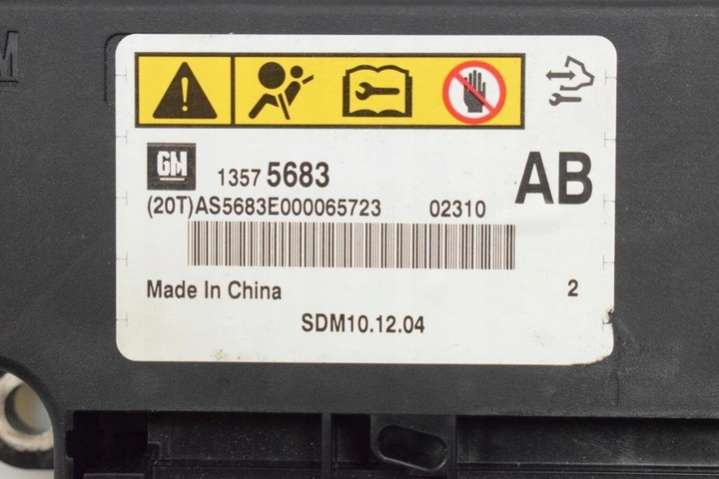 GM
1357 5683
AB
(20T)AS5683E000065723 02310
Made In China 2
SDM10.12.04